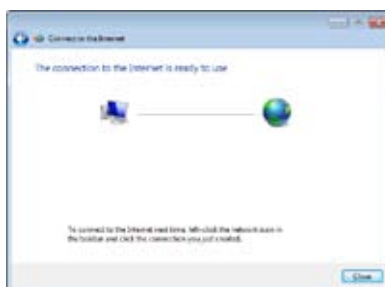 Connect to the Internet
The connection to the Internet is ready to use
To connect to the Internet next time, left-click the network icon in
the taskbar and click the connection you just created.
Close